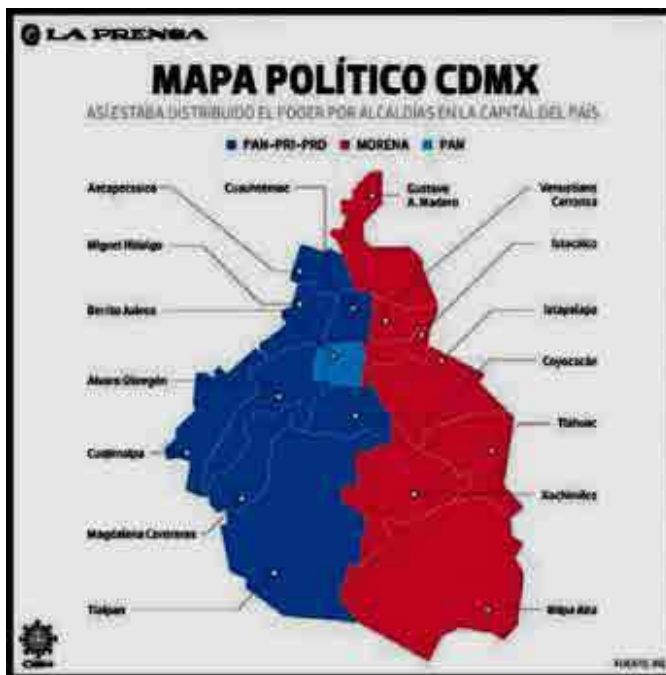 LA PRENSA
MAPA POLÍTICO CDMX
ASÍ ESTABA DISTRIBUIDO EL PODER POR ALCALDÍAS EN LA CAPITAL DEL PAÍS
PAN-PRI-PRD MORENA PAN
Azcapotzalco
Cuauhtémoc
Gustavo
A. Madero
Venustiano
Carranza
Miguel Hidalgo
Iztacalco
Benito Juárez
Iztapalapa
Coyoacán
Álvaro Obregón
Tláhuac
Cuajimalpa
Xochimilco
Magdalena Contreras
Tlalpan
Milpa Alta
FUENTE: